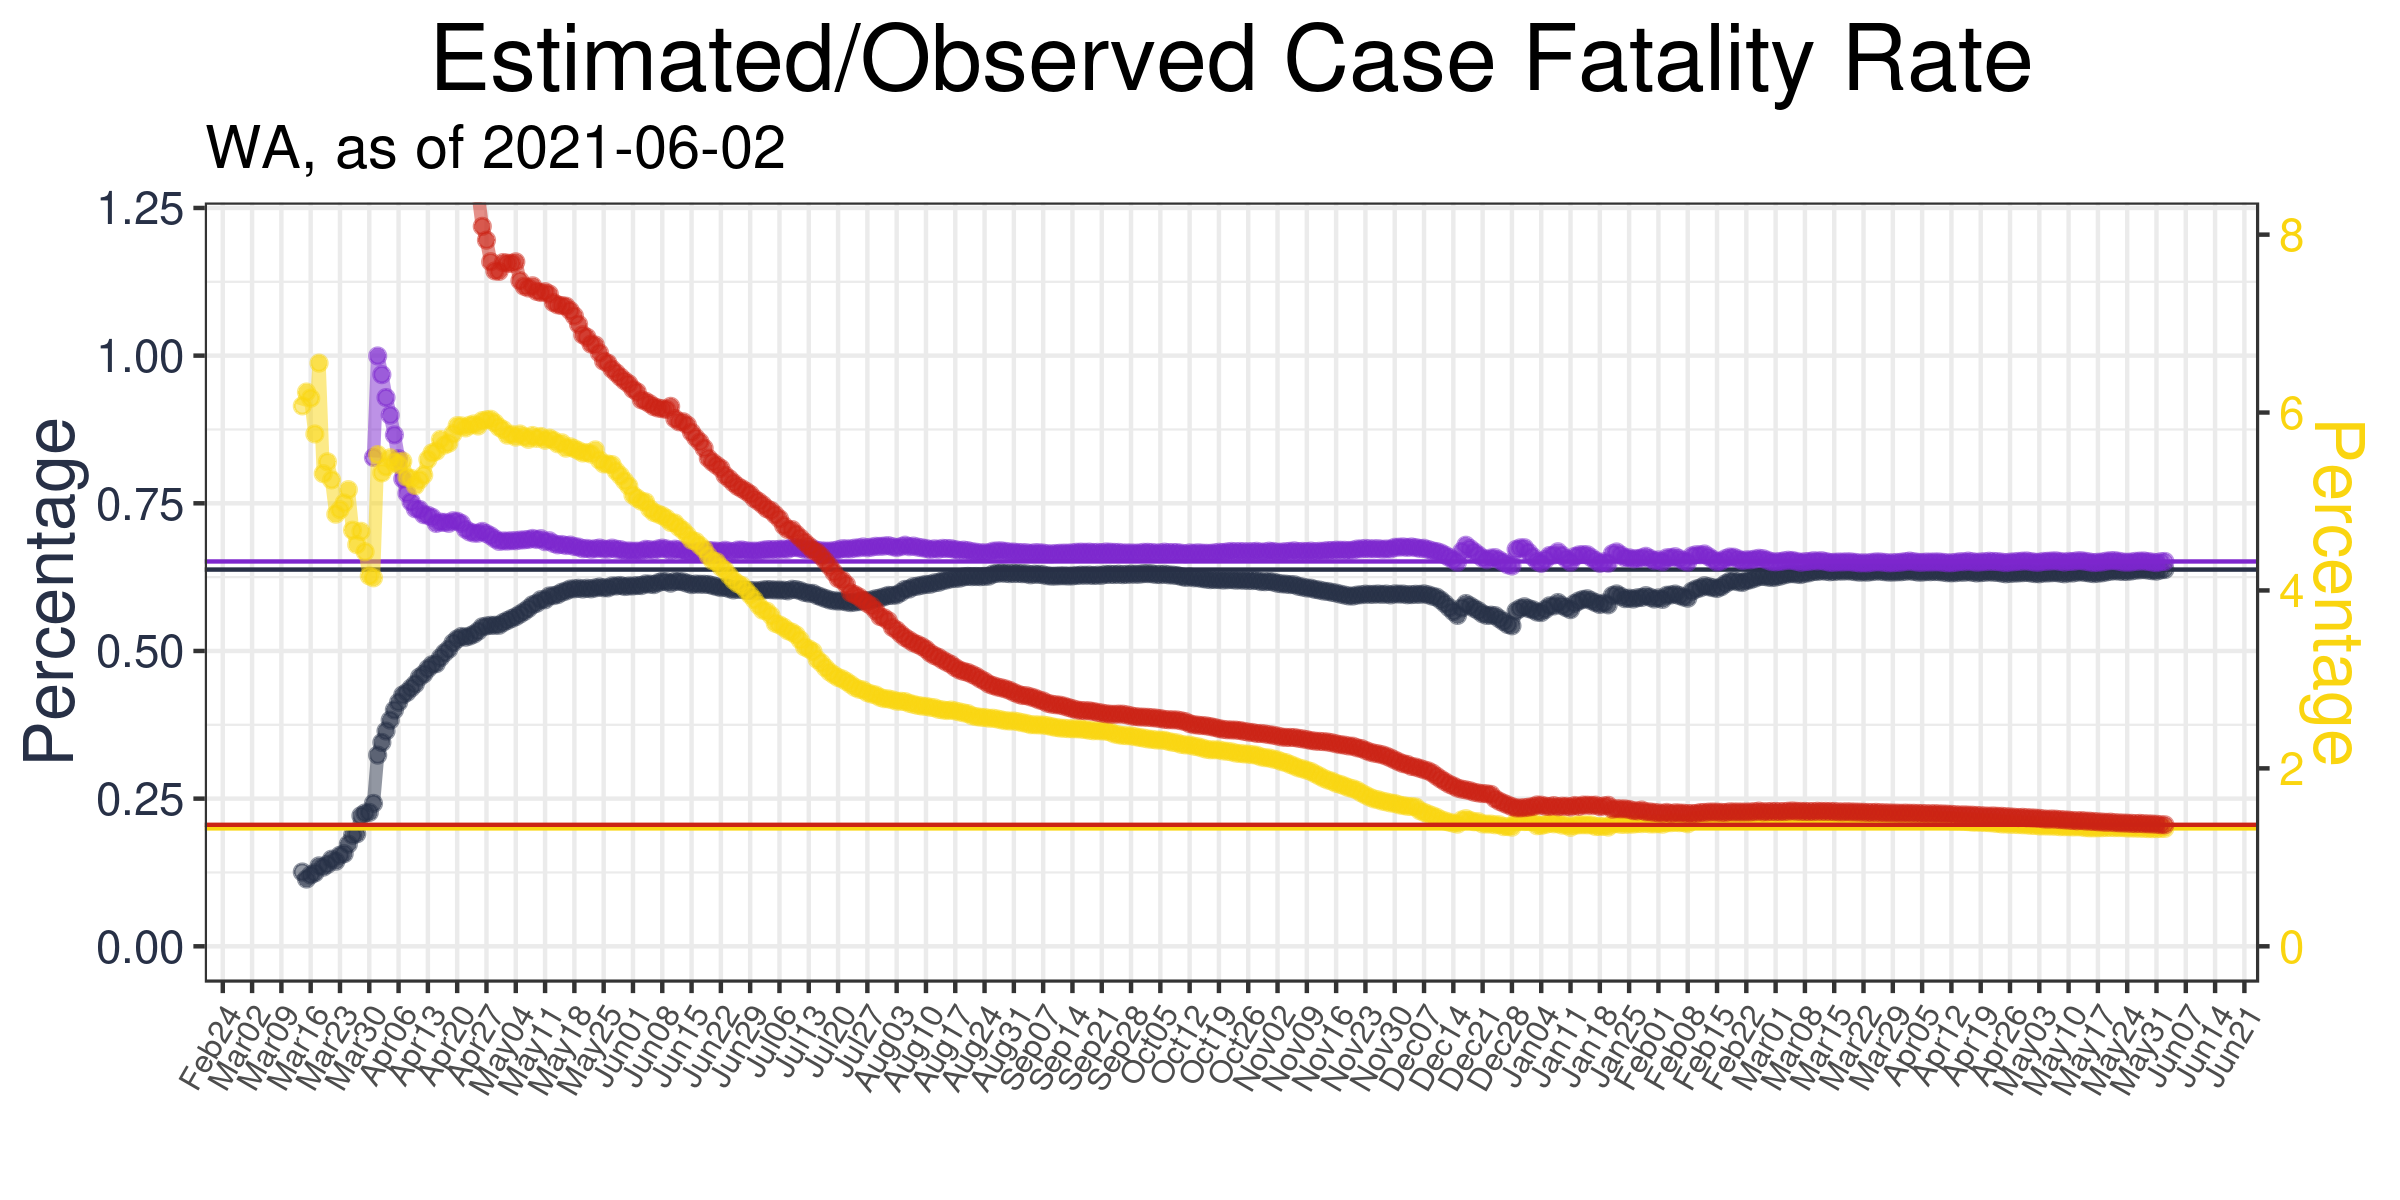 Estimated/Observed Case Fatality Rate
WA, as of 2021-06-02
Percentage
1.25
1.00
0.75
0.50
0.25
0.00
8
6
4
2
0
Percentage
Feb24
Mar02
Mar09
Mar16
Mar23
Mar30
Apr06
Apr13
Apr20
Apr27
May04
May11
May18
May25
Jun01
Jun08
Jun15
Jun22
Jun29
Jul06
Jul13
Jul20
Jul27
Aug03
Aug10
Aug17
Aug24
Aug31
Sep07
Sep14
Sep21
Sep28
Oct05
Oct12
Oct19
Oct26
Nov02
Nov09
Nov16
Nov23
Nov30
Dec07
Dec14
Dec21
Dec28
Jan04
Jan11
Jan18
Jan25
Feb01
Feb08
Feb15
Feb22
Mar01
Mar08
Mar15
Mar22
Mar29
Apr05
Apr12
Apr19
Apr26
May03
May10
May17
May24
May31
Jun07
Jun14
Jun21